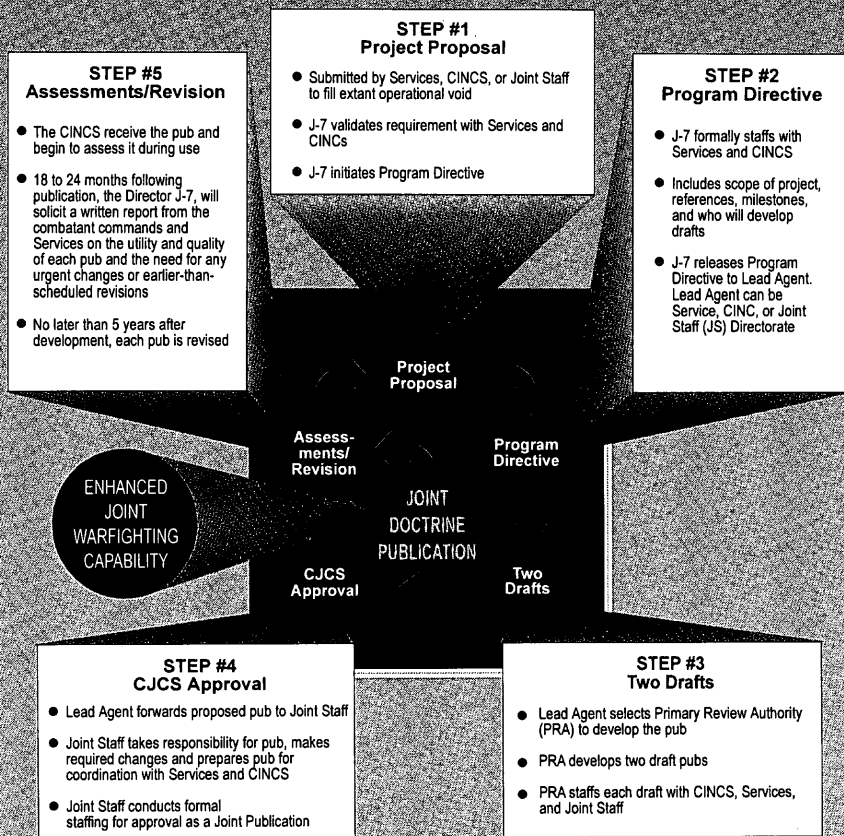 STEP #1
Project Proposal
● Submitted by Services, CINCS, or Joint Staff
to fill extant operational void
● J-7 validates requirement with Services and
CINCs
● J-7 initiates Program Directive
STEP #5
Assessments/Revision
● The CINCS receive the pub and
begin to assess it during use
● 18 to 24 months following
publication, the Director J-7, will
solicit a written report from the
combatant commands and
Services on the utility and quality
of each pub and the need for any
urgent changes or earlier-than-
scheduled revisions
● No later than 5 years after
development, each pub is revised
STEP #2
Program Directive
● J-7 formally staffs with
Services and CINCS
● Includes scope of project,
references, milestones,
and who will develop
drafts
● J-7 releases Program
Directive to Lead Agent.
Lead Agent can be
Service, CINC, or Joint
Staff (JS) Directorate
Project
Proposal
Assess-
ments/
Revision
Program
Directive
ENHANCED
JOINT
WARFIGHTING
CAPABILITY
JOINT
DOCTRINE
PUBLICATION
CJCS
Approval
Two
Drafts
STEP #4
CJCS Approval
● Lead Agent forwards proposed pub to Joint Staff
● Joint Staff takes responsibility for pub, makes
required changes and prepares pub for
coordination with Services and CINCS
● Joint Staff conducts formal
staffing for approval as a Joint Publication
STEP #3
Two Drafts
● Lead Agent selects Primary Review Authority
(PRA) to develop the pub
● PRA develops two draft pubs
● PRA staffs each draft with CINCS, Services,
and Joint Staff